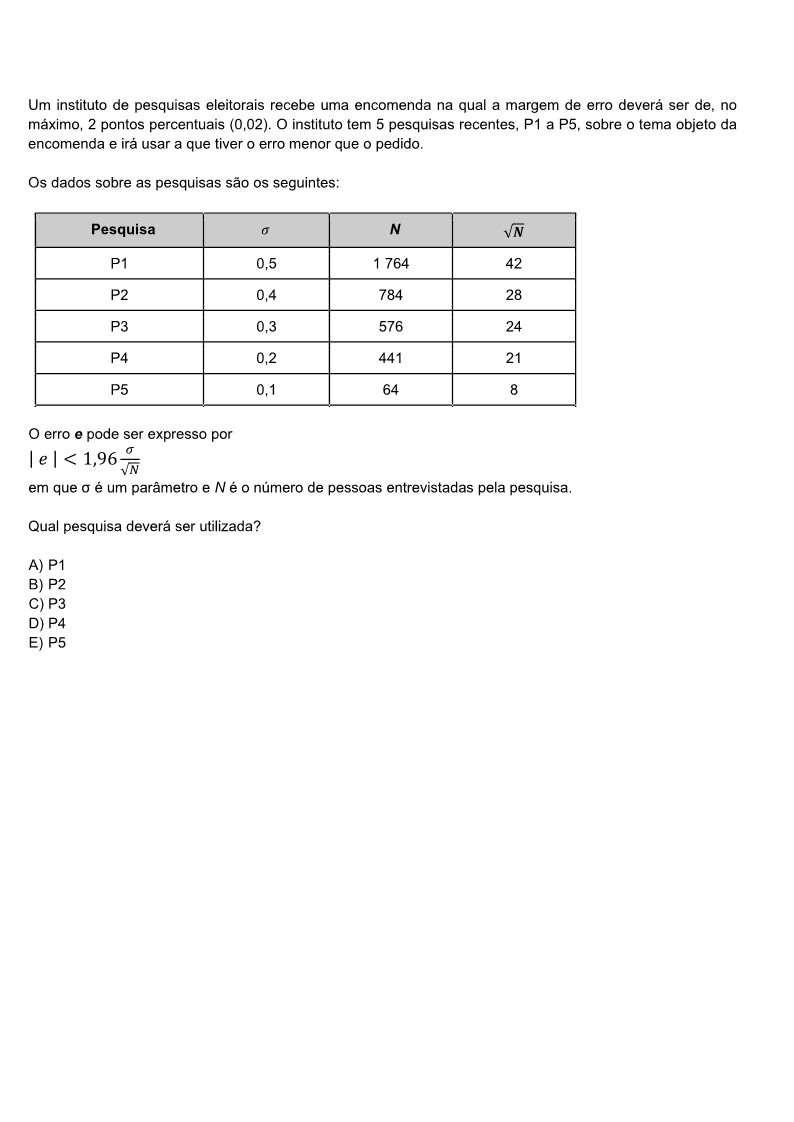 Um instituto de pesquisas eleitorais recebe uma encomenda na qual a margem de erro deverá ser de, no
máximo, 2 pontos percentuais (0,02). O instituto tem 5 pesquisas recentes, P1 a P5, sobre o tema objeto da
encomenda e irá usar a que tiver o erro menor que o pedido.
Os dados sobre as pesquisas são os seguintes:
Pesquisa σ N √N
P1 0,5 1 764 42
P2 0,4 784 28
P3 0,3 576 24
P4 0,2 441 21
P5 0,1 64 8
O erro e pode ser expresso por
| e | < 1,96 σ/√N
em que σ é um parâmetro e N é o número de pessoas entrevistadas pela pesquisa.
Qual pesquisa deverá ser utilizada?
A) P1
B) P2
C) P3
D) P4
E) P5